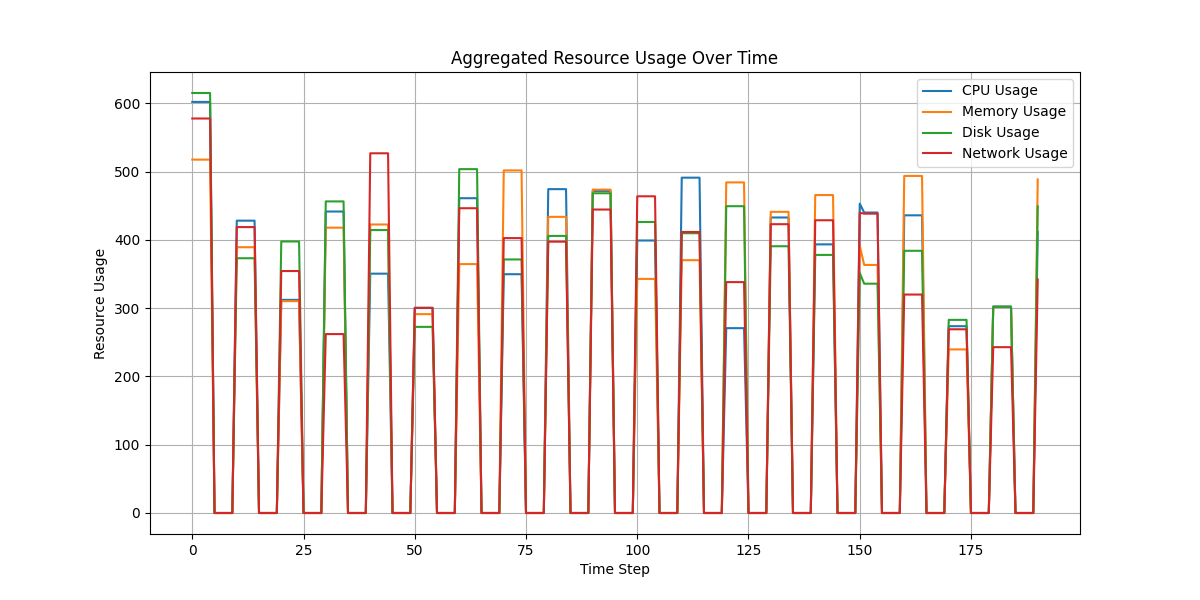 Aggregated Resource Usage Over Time
CPU Usage
Memory Usage
Disk Usage
Network Usage
Resource Usage
600
500
400
300
200
100
0
0 25 50 75 100 125 150 175
Time Step